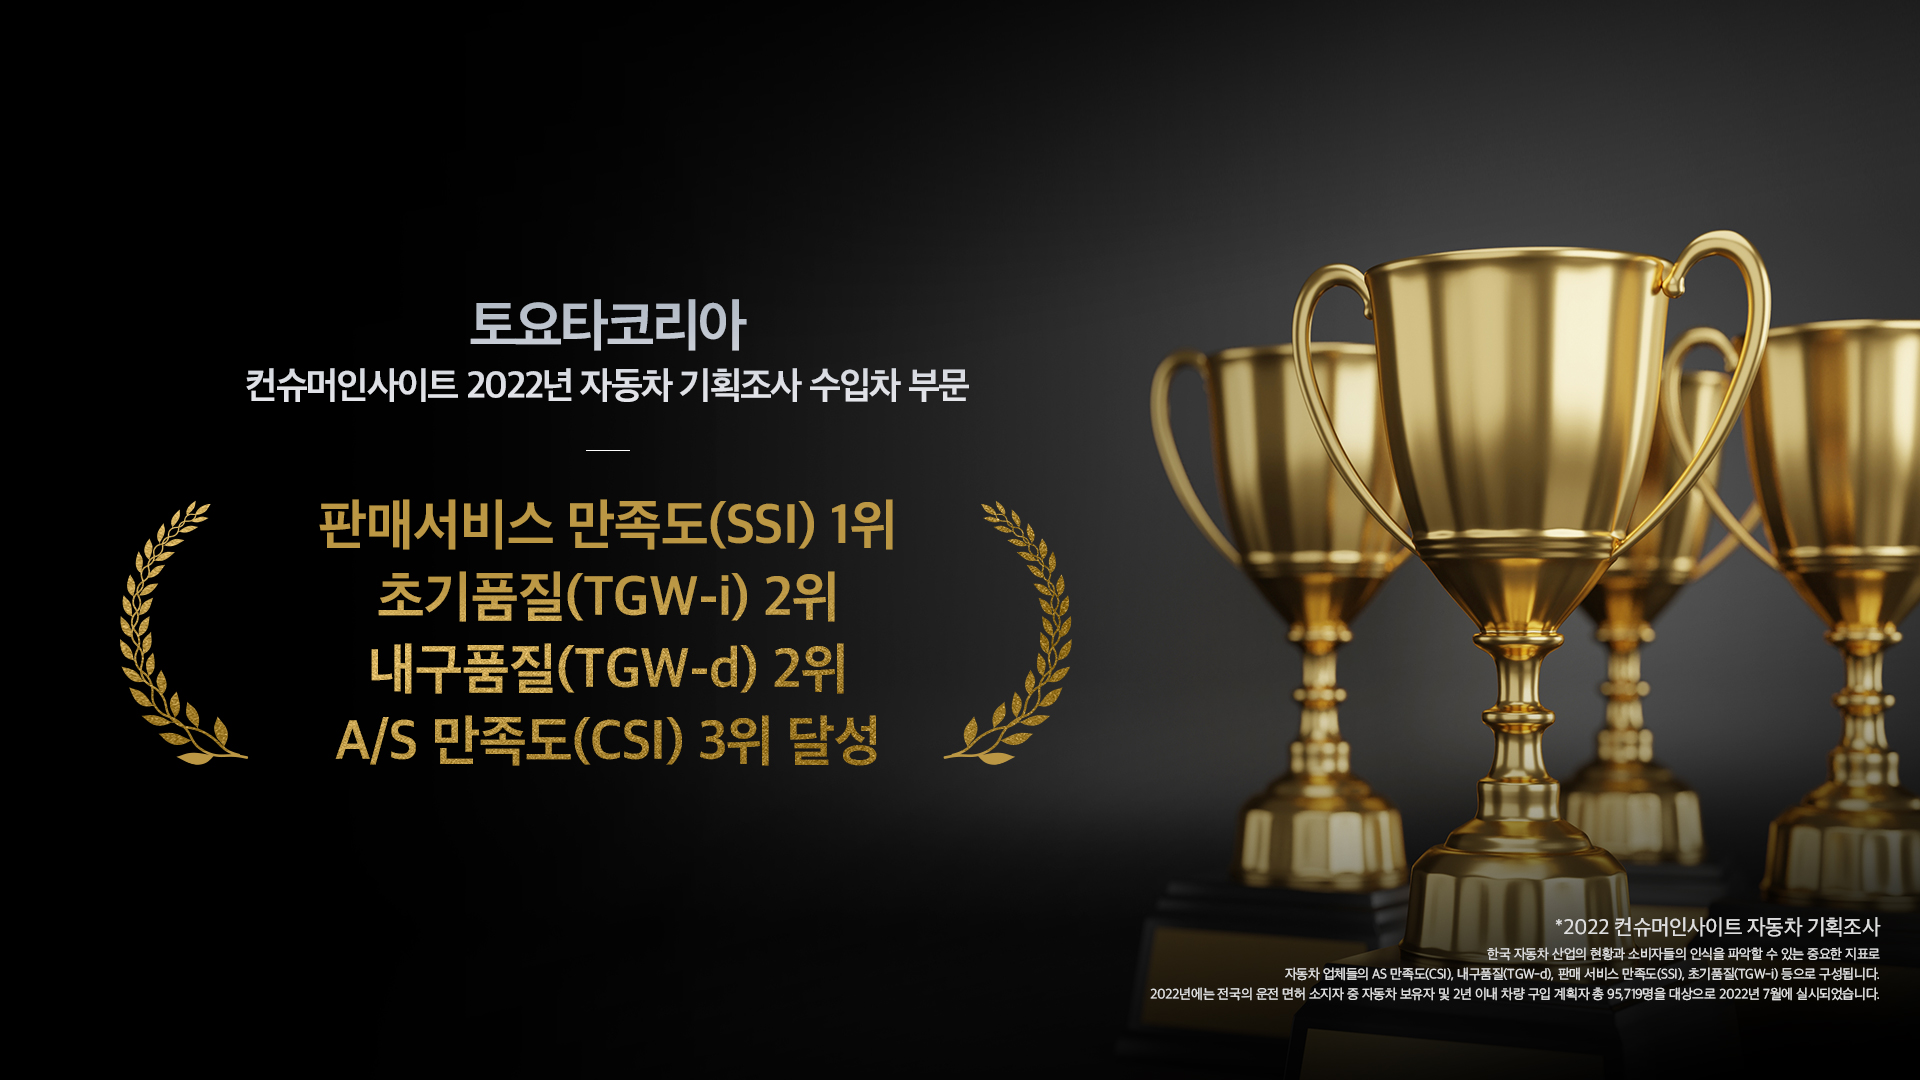 토요타코리아
컨슈머인사이트 2022년 자동차 기획조사 수입차 부문
판매서비스 만족도(SSI) 1위
초기품질(TGW-i) 2위
내구품질(TGW-d) 2위
A/S 만족도(CSI) 3위 달성
*2022 컨슈머인사이트 자동차 기획조사
한국 자동차 산업의 현황과 소비자들의 인식을 파악할 수 있는 중요한 지표로
자동차 업체들의 AS 만족도(CSI), 내구품질(TGW-d), 판매 서비스 만족도(SSI), 초기품질(TGW-i) 등으로 구성됩니다.
2022년에는 전국의 운전 면허 소지자 중 자동차 보유자 및 2년 이내 차량 구입 계획자 총 95,719명을 대상으로 2022년 7월에 실시되었습니다.